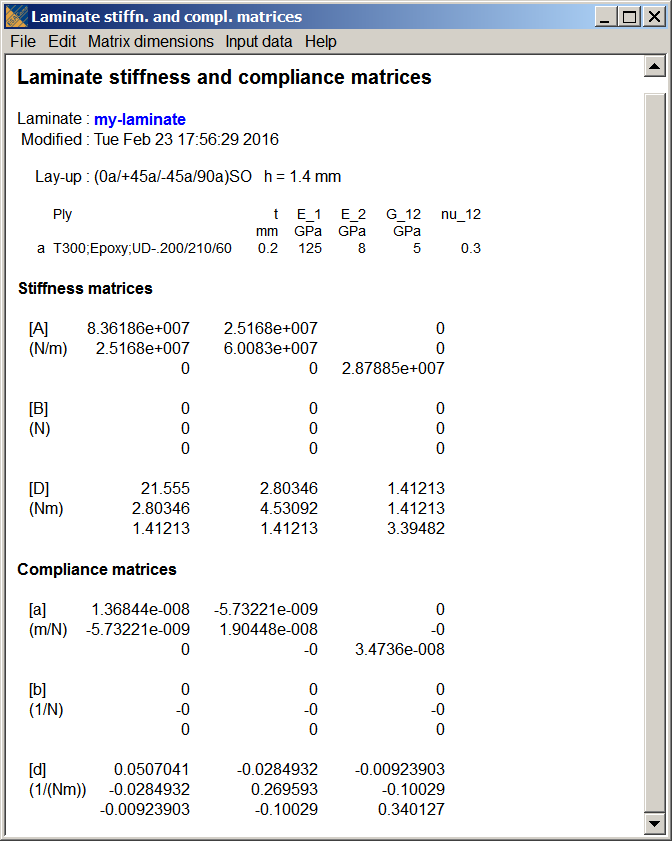 Laminate stiffn. and compl. matrices
File Edit Matrix dimensions Input data Help
Laminate stiffness and compliance matrices
Laminate : my-laminate
Modified : Tue Feb 23 17:56:29 2016
Lay-up : (0a/+45a/-45a/90a)SO h = 1.4 mm
Ply t E_1 E_2 G_12 nu_12
mm GPa GPa GPa
a T300;Epoxy;UD-.200/210/60 0.2 125 8 5 0.3
Stiffness matrices
[A] 8.36186e+007 2.5168e+007 0
(N/m) 2.5168e+007 6.0083e+007 0
0 0 2.87885e+007
[B] 0 0 0
(N) 0 0 0
0 0 0
[D] 21.555 2.80346 1.41213
(Nm) 2.80346 4.53092 1.41213
1.41213 1.41213 3.39482
Compliance matrices
[a] 1.36844e-008 -5.73221e-009 0
(m/N) -5.73221e-009 1.90448e-008 -0
0 -0 3.4736e-008
[b] 0 0 0
(1/N) -0 -0 -0
0 0 0
[d] 0.0507041 -0.0284932 -0.00923903
(1/(Nm)) -0.0284932 0.269593 -0.10029
-0.00923903 -0.10029 0.340127